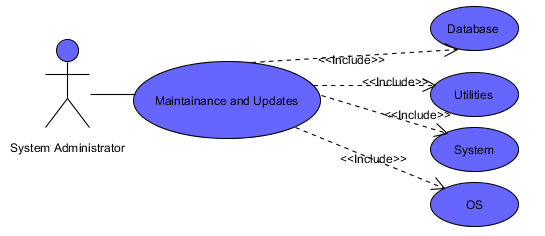 Database
<<Include>>
<<Include>>
Utilities
Maintainance and Updates
<<Include>>
System Administrator
System
<<Include>>
OS